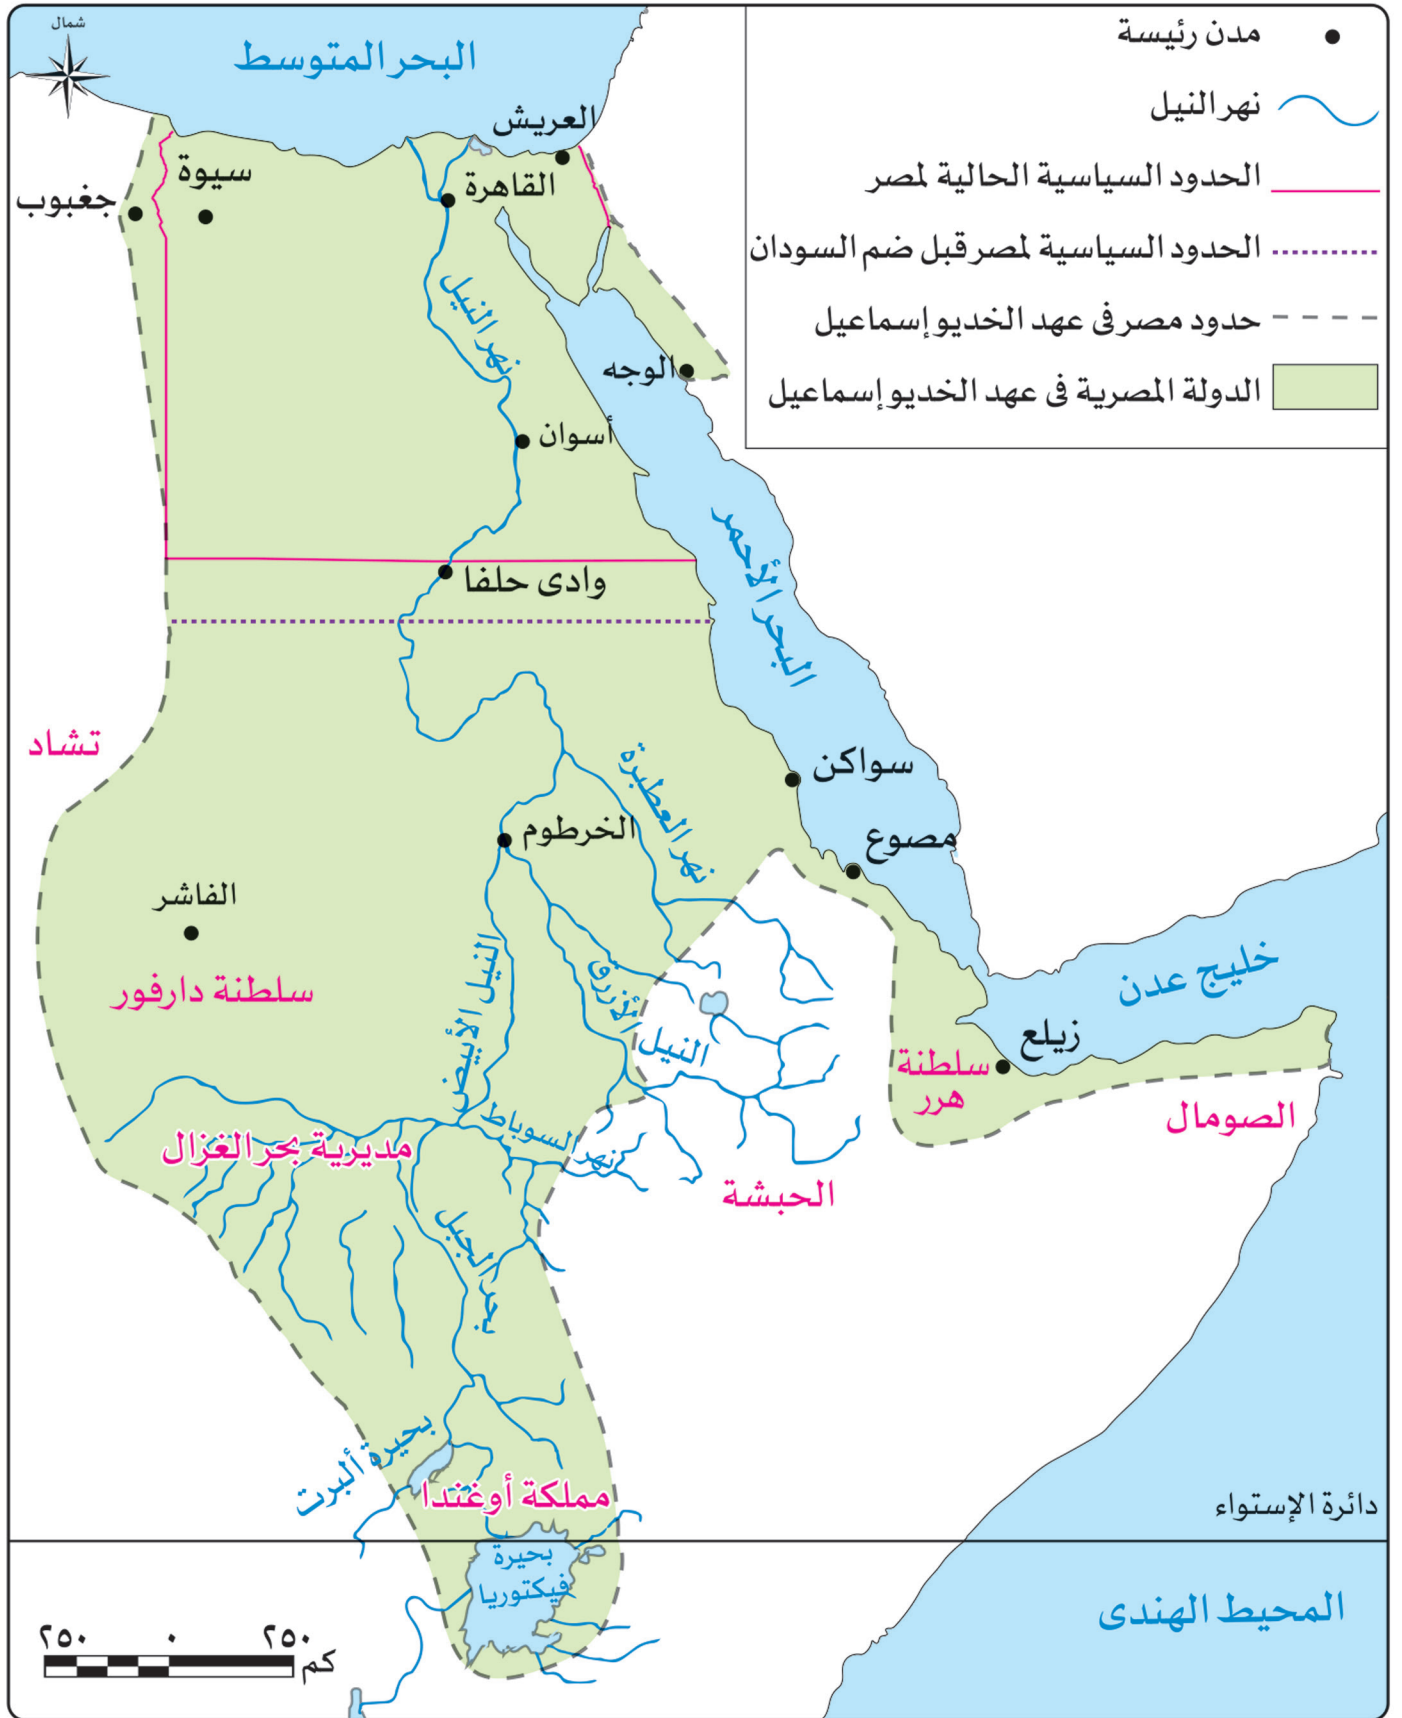 شمال
البحر المتوسط
مدن رئيسة
نهر النيل
الحدود السياسية الحالية لمصر
الحدود السياسية لمصر قبل ضم السودان
حدود مصر فى عهد الخديو إسماعيل
الدولة المصرية فى عهد الخديو إسماعيل
العريش
سيوة
القاهرة
جغبوب
نهر النيل
الوجه
أسوان
البحر الأحمر
وادى حلفا
تشاد
سواكن
نهر العطبرة
الخرطوم
مصوع
الفاشر
سلطنة دارفور
النيل الأبيض
النيل الأزرق
خليج عدن
زيلع
سلطنة
هرر
الصومال
نهر السوباط
مديرية بحر الغزال
الحبشة
بحر الجبل
بحيرة ألبرت
مملكة أوغندا
دائرة الإستواء
بحيرة
فيكتوريا
المحيط الهندى
٢٥٠ ٠ ٢٥٠
كم